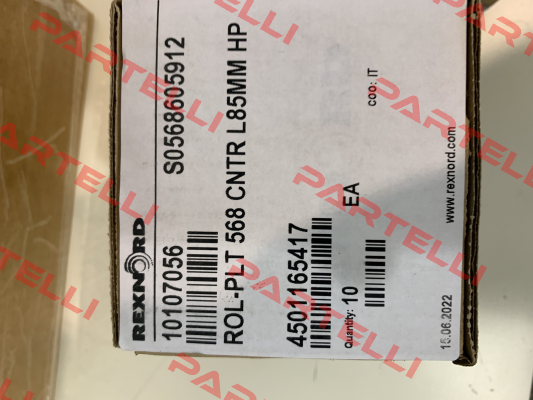 REXNORD
10107056 S0568605912
ROL-PLT 568 CNTR L85MM HP
4501165417
Quantity: 10 EA
COO: IT
15.06.2022 www.rexnord.com
PARTELLI
PARTELLI
PARTELLI
PARTELLI
PARTELLI
PARTELLI